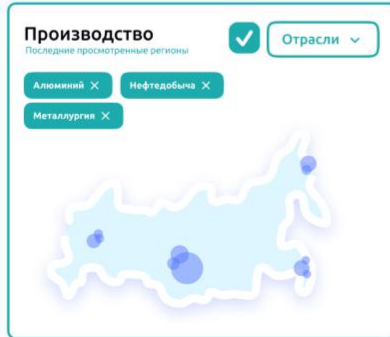 Производство
Последние просмотренные регионы
Отрасли
Алюминий
Нефтедобыча
Металлургия